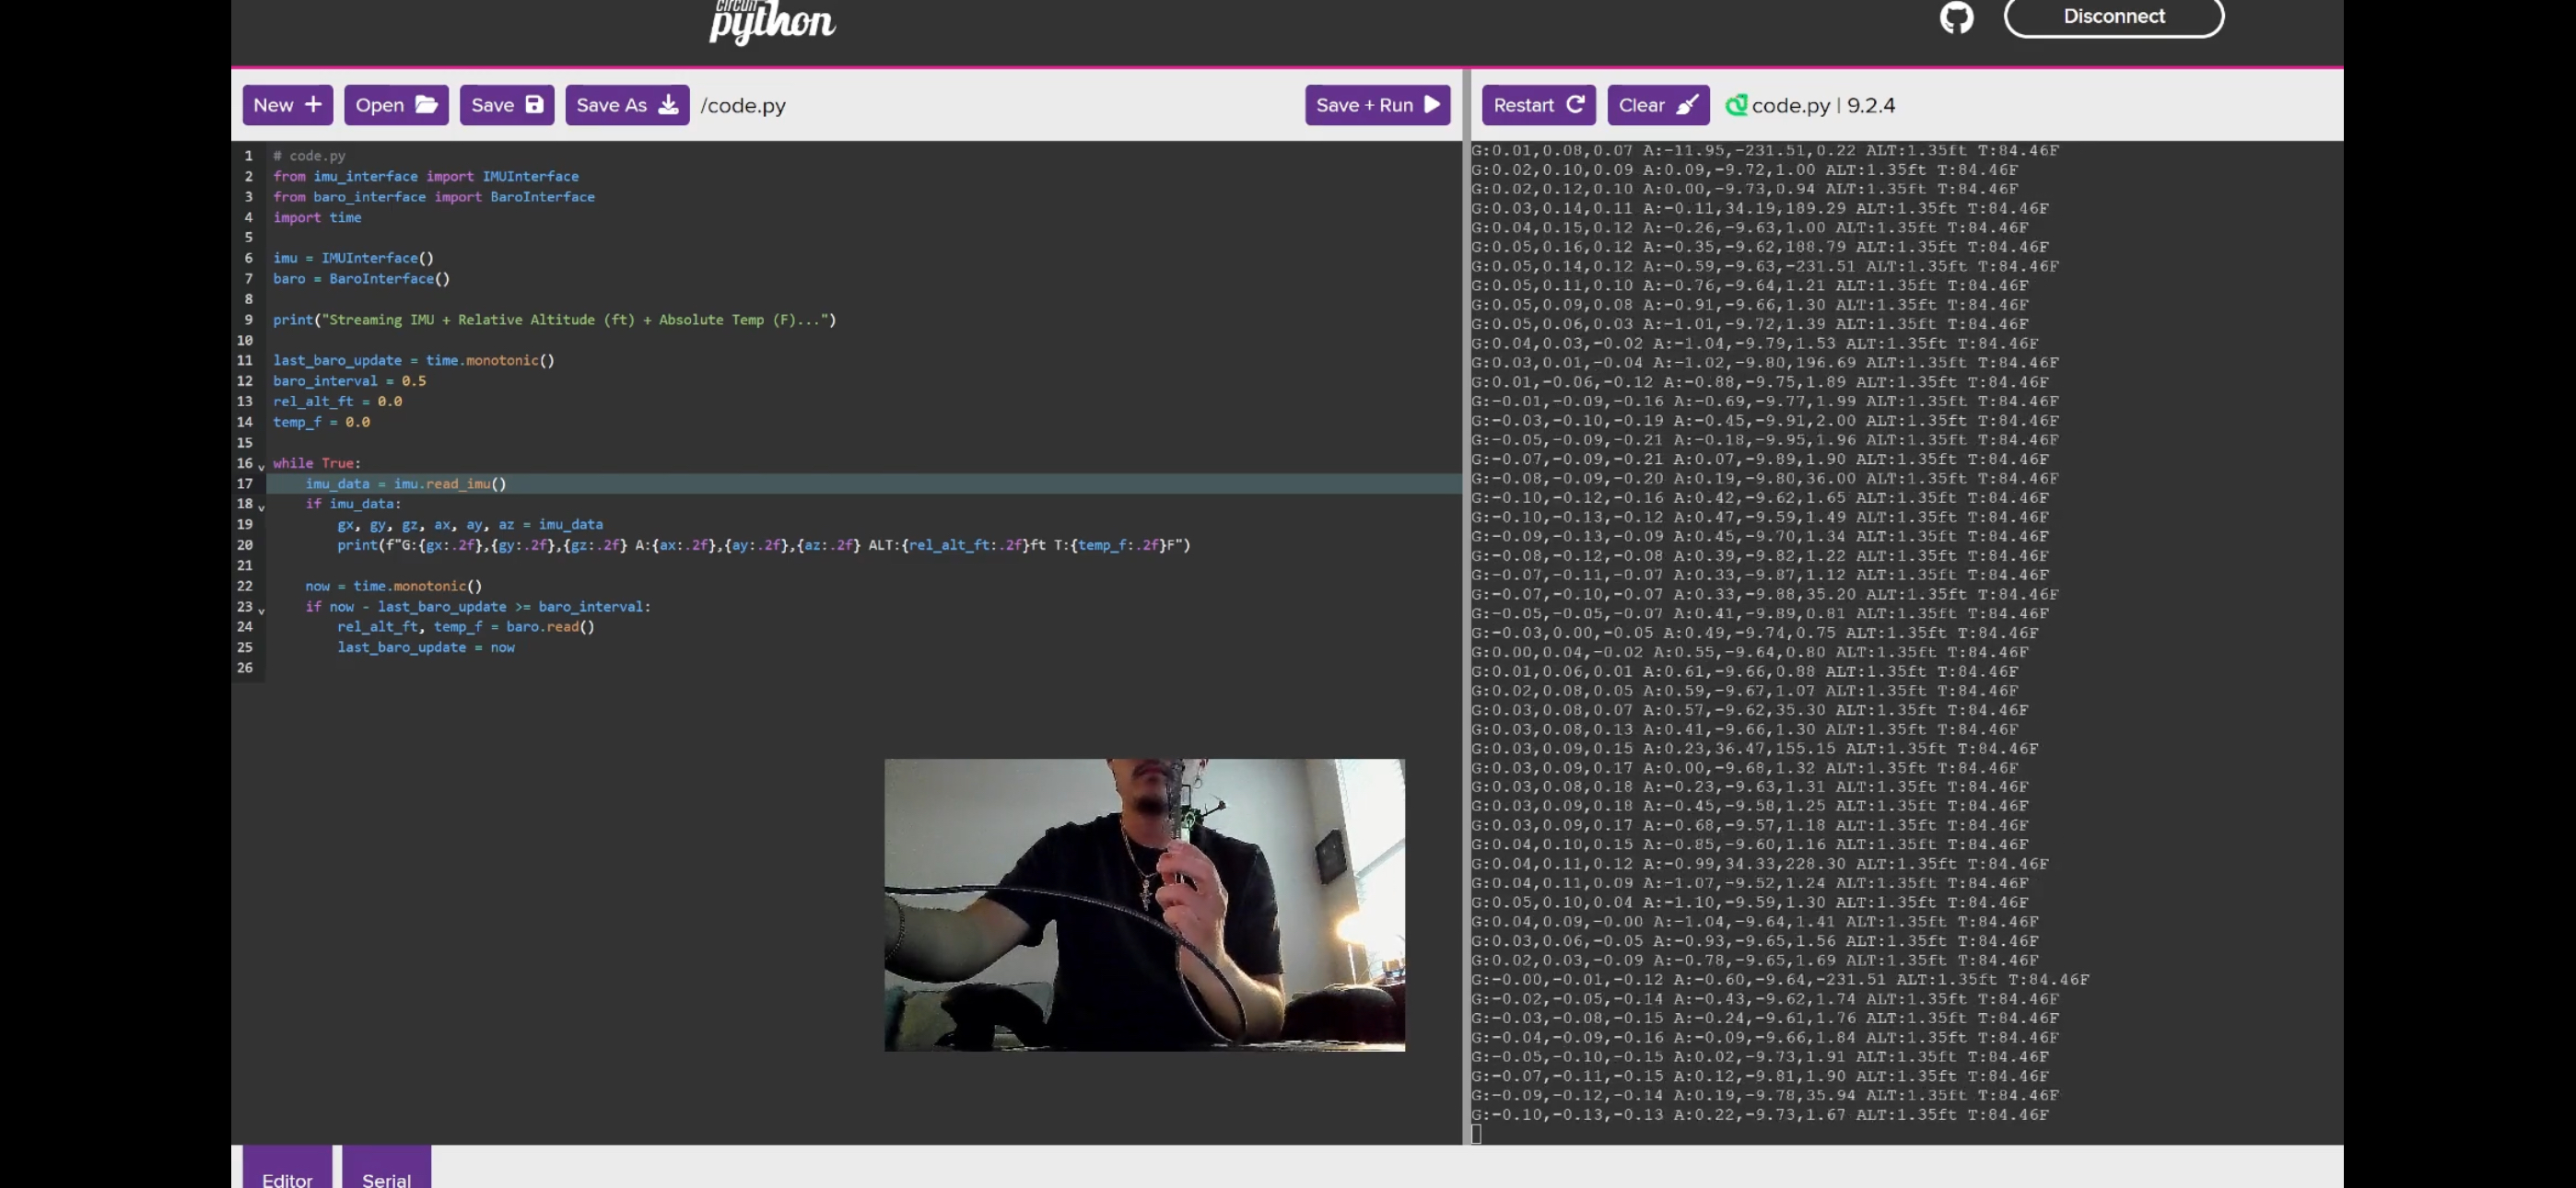 circuit
python
Disconnect
New +
Open
Save
Save As
/code.py
Save + Run
Restart
Clear
code.py | 9.2.4
1 # code.py
2 from imu_interface import IMUInterface
3 from baro_interface import BaroInterface
4 import time
5
6 imu = IMUInterface()
7 baro = BaroInterface()
8
9 print("Streaming IMU + Relative Altitude (ft) + Absolute Temp (F)...")
10
11 last_baro_update = time.monotonic()
12 baro_interval = 0.5
13 rel_alt_ft = 0.0
14 temp_f = 0.0
15
16 while True:
17 imu_data = imu.read_imu()
18 if imu_data:
19 gx, gy, gz, ax, ay, az = imu_data
20 print(f"G:{gx:.2f},{gy:.2f},{gz:.2f} A:{ax:.2f},{ay:.2f},{az:.2f} ALT:{rel_alt_ft:.2f}ft T:{temp_f:.2f}F")
21
22 now = time.monotonic()
23 if now - last_baro_update >= baro_interval:
24 rel_alt_ft, temp_f = baro.read()
25 last_baro_update = now
26
G:0.01,0.08,0.07 A:-11.95,-231.51,0.22 ALT:1.35ft T:84.46F
G:0.02,0.10,0.09 A:0.09,-9.72,1.00 ALT:1.35ft T:84.46F
G:0.02,0.12,0.10 A:0.00,-9.73,0.94 ALT:1.35ft T:84.46F
G:0.03,0.14,0.11 A:-0.11,34.19,189.29 ALT:1.35ft T:84.46F
G:0.04,0.15,0.12 A:-0.26,-9.63,1.00 ALT:1.35ft T:84.46F
G:0.05,0.16,0.12 A:-0.35,-9.62,188.79 ALT:1.35ft T:84.46F
G:0.05,0.14,0.12 A:-0.59,-9.63,-231.51 ALT:1.35ft T:84.46F
G:0.05,0.11,0.10 A:-0.76,-9.64,1.21 ALT:1.35ft T:84.46F
G:0.05,0.09,0.08 A:-0.91,-9.66,1.30 ALT:1.35ft T:84.46F
G:0.05,0.06,0.03 A:-1.01,-9.72,1.39 ALT:1.35ft T:84.46F
G:0.04,0.03,-0.02 A:-1.04,-9.79,1.53 ALT:1.35ft T:84.46F
G:0.03,0.01,-0.04 A:-1.02,-9.80,196.69 ALT:1.35ft T:84.46F
G:0.01,-0.06,-0.12 A:-0.88,-9.75,1.89 ALT:1.35ft T:84.46F
G:-0.01,-0.09,-0.16 A:-0.69,-9.77,1.99 ALT:1.35ft T:84.46F
G:-0.03,-0.10,-0.19 A:-0.45,-9.91,2.00 ALT:1.35ft T:84.46F
G:-0.05,-0.09,-0.21 A:-0.18,-9.95,1.96 ALT:1.35ft T:84.46F
G:-0.07,-0.09,-0.21 A:0.07,-9.89,1.90 ALT:1.35ft T:84.46F
G:-0.08,-0.09,-0.20 A:0.19,-9.80,36.00 ALT:1.35ft T:84.46F
G:-0.10,-0.12,-0.16 A:0.42,-9.62,1.65 ALT:1.35ft T:84.46F
G:-0.10,-0.13,-0.12 A:0.47,-9.59,1.49 ALT:1.35ft T:84.46F
G:-0.09,-0.13,-0.09 A:0.45,-9.70,1.34 ALT:1.35ft T:84.46F
G:-0.08,-0.12,-0.08 A:0.39,-9.82,1.22 ALT:1.35ft T:84.46F
G:-0.07,-0.11,-0.07 A:0.33,-9.87,1.12 ALT:1.35ft T:84.46F
G:-0.07,-0.10,-0.07 A:0.33,-9.88,35.20 ALT:1.35ft T:84.46F
G:-0.05,-0.05,-0.07 A:0.41,-9.89,0.81 ALT:1.35ft T:84.46F
G:-0.03,0.00,-0.05 A:0.49,-9.74,0.75 ALT:1.35ft T:84.46F
G:0.00,0.04,-0.02 A:0.55,-9.64,0.80 ALT:1.35ft T:84.46F
G:0.01,0.06,0.01 A:0.61,-9.66,0.88 ALT:1.35ft T:84.46F
G:0.02,0.08,0.05 A:0.59,-9.67,1.07 ALT:1.35ft T:84.46F
G:0.03,0.08,0.07 A:0.57,-9.62,35.30 ALT:1.35ft T:84.46F
G:0.03,0.08,0.13 A:0.41,-9.66,1.30 ALT:1.35ft T:84.46F
G:0.03,0.09,0.15 A:0.23,36.47,155.15 ALT:1.35ft T:84.46F
G:0.03,0.09,0.17 A:0.00,-9.68,1.32 ALT:1.35ft T:84.46F
G:0.03,0.08,0.18 A:-0.23,-9.63,1.31 ALT:1.35ft T:84.46F
G:0.03,0.09,0.18 A:-0.45,-9.58,1.25 ALT:1.35ft T:84.46F
G:0.03,0.09,0.17 A:-0.68,-9.57,1.18 ALT:1.35ft T:84.46F
G:0.04,0.10,0.15 A:-0.85,-9.60,1.16 ALT:1.35ft T:84.46F
G:0.04,0.11,0.12 A:-0.99,34.33,228.30 ALT:1.35ft T:84.46F
G:0.04,0.11,0.09 A:-1.07,-9.52,1.24 ALT:1.35ft T:84.46F
G:0.05,0.10,0.04 A:-1.10,-9.59,1.30 ALT:1.35ft T:84.46F
G:0.04,0.09,-0.00 A:-1.04,-9.64,1.41 ALT:1.35ft T:84.46F
G:0.03,0.06,-0.05 A:-0.93,-9.65,1.56 ALT:1.35ft T:84.46F
G:0.02,0.03,-0.09 A:-0.78,-9.65,1.69 ALT:1.35ft T:84.46F
G:-0.00,-0.01,-0.12 A:-0.60,-9.64,-231.51 ALT:1.35ft T:84.46F
G:-0.02,-0.05,-0.14 A:-0.43,-9.62,1.74 ALT:1.35ft T:84.46F
G:-0.03,-0.08,-0.15 A:-0.24,-9.61,1.76 ALT:1.35ft T:84.46F
G:-0.04,-0.09,-0.16 A:-0.09,-9.66,1.84 ALT:1.35ft T:84.46F
G:-0.05,-0.10,-0.15 A:0.02,-9.73,1.91 ALT:1.35ft T:84.46F
G:-0.07,-0.11,-0.15 A:0.12,-9.81,1.90 ALT:1.35ft T:84.46F
G:-0.09,-0.12,-0.14 A:0.19,-9.78,35.94 ALT:1.35ft T:84.46F
G:-0.10,-0.13,-0.13 A:0.22,-9.73,1.67 ALT:1.35ft T:84.46F
Editor
Serial